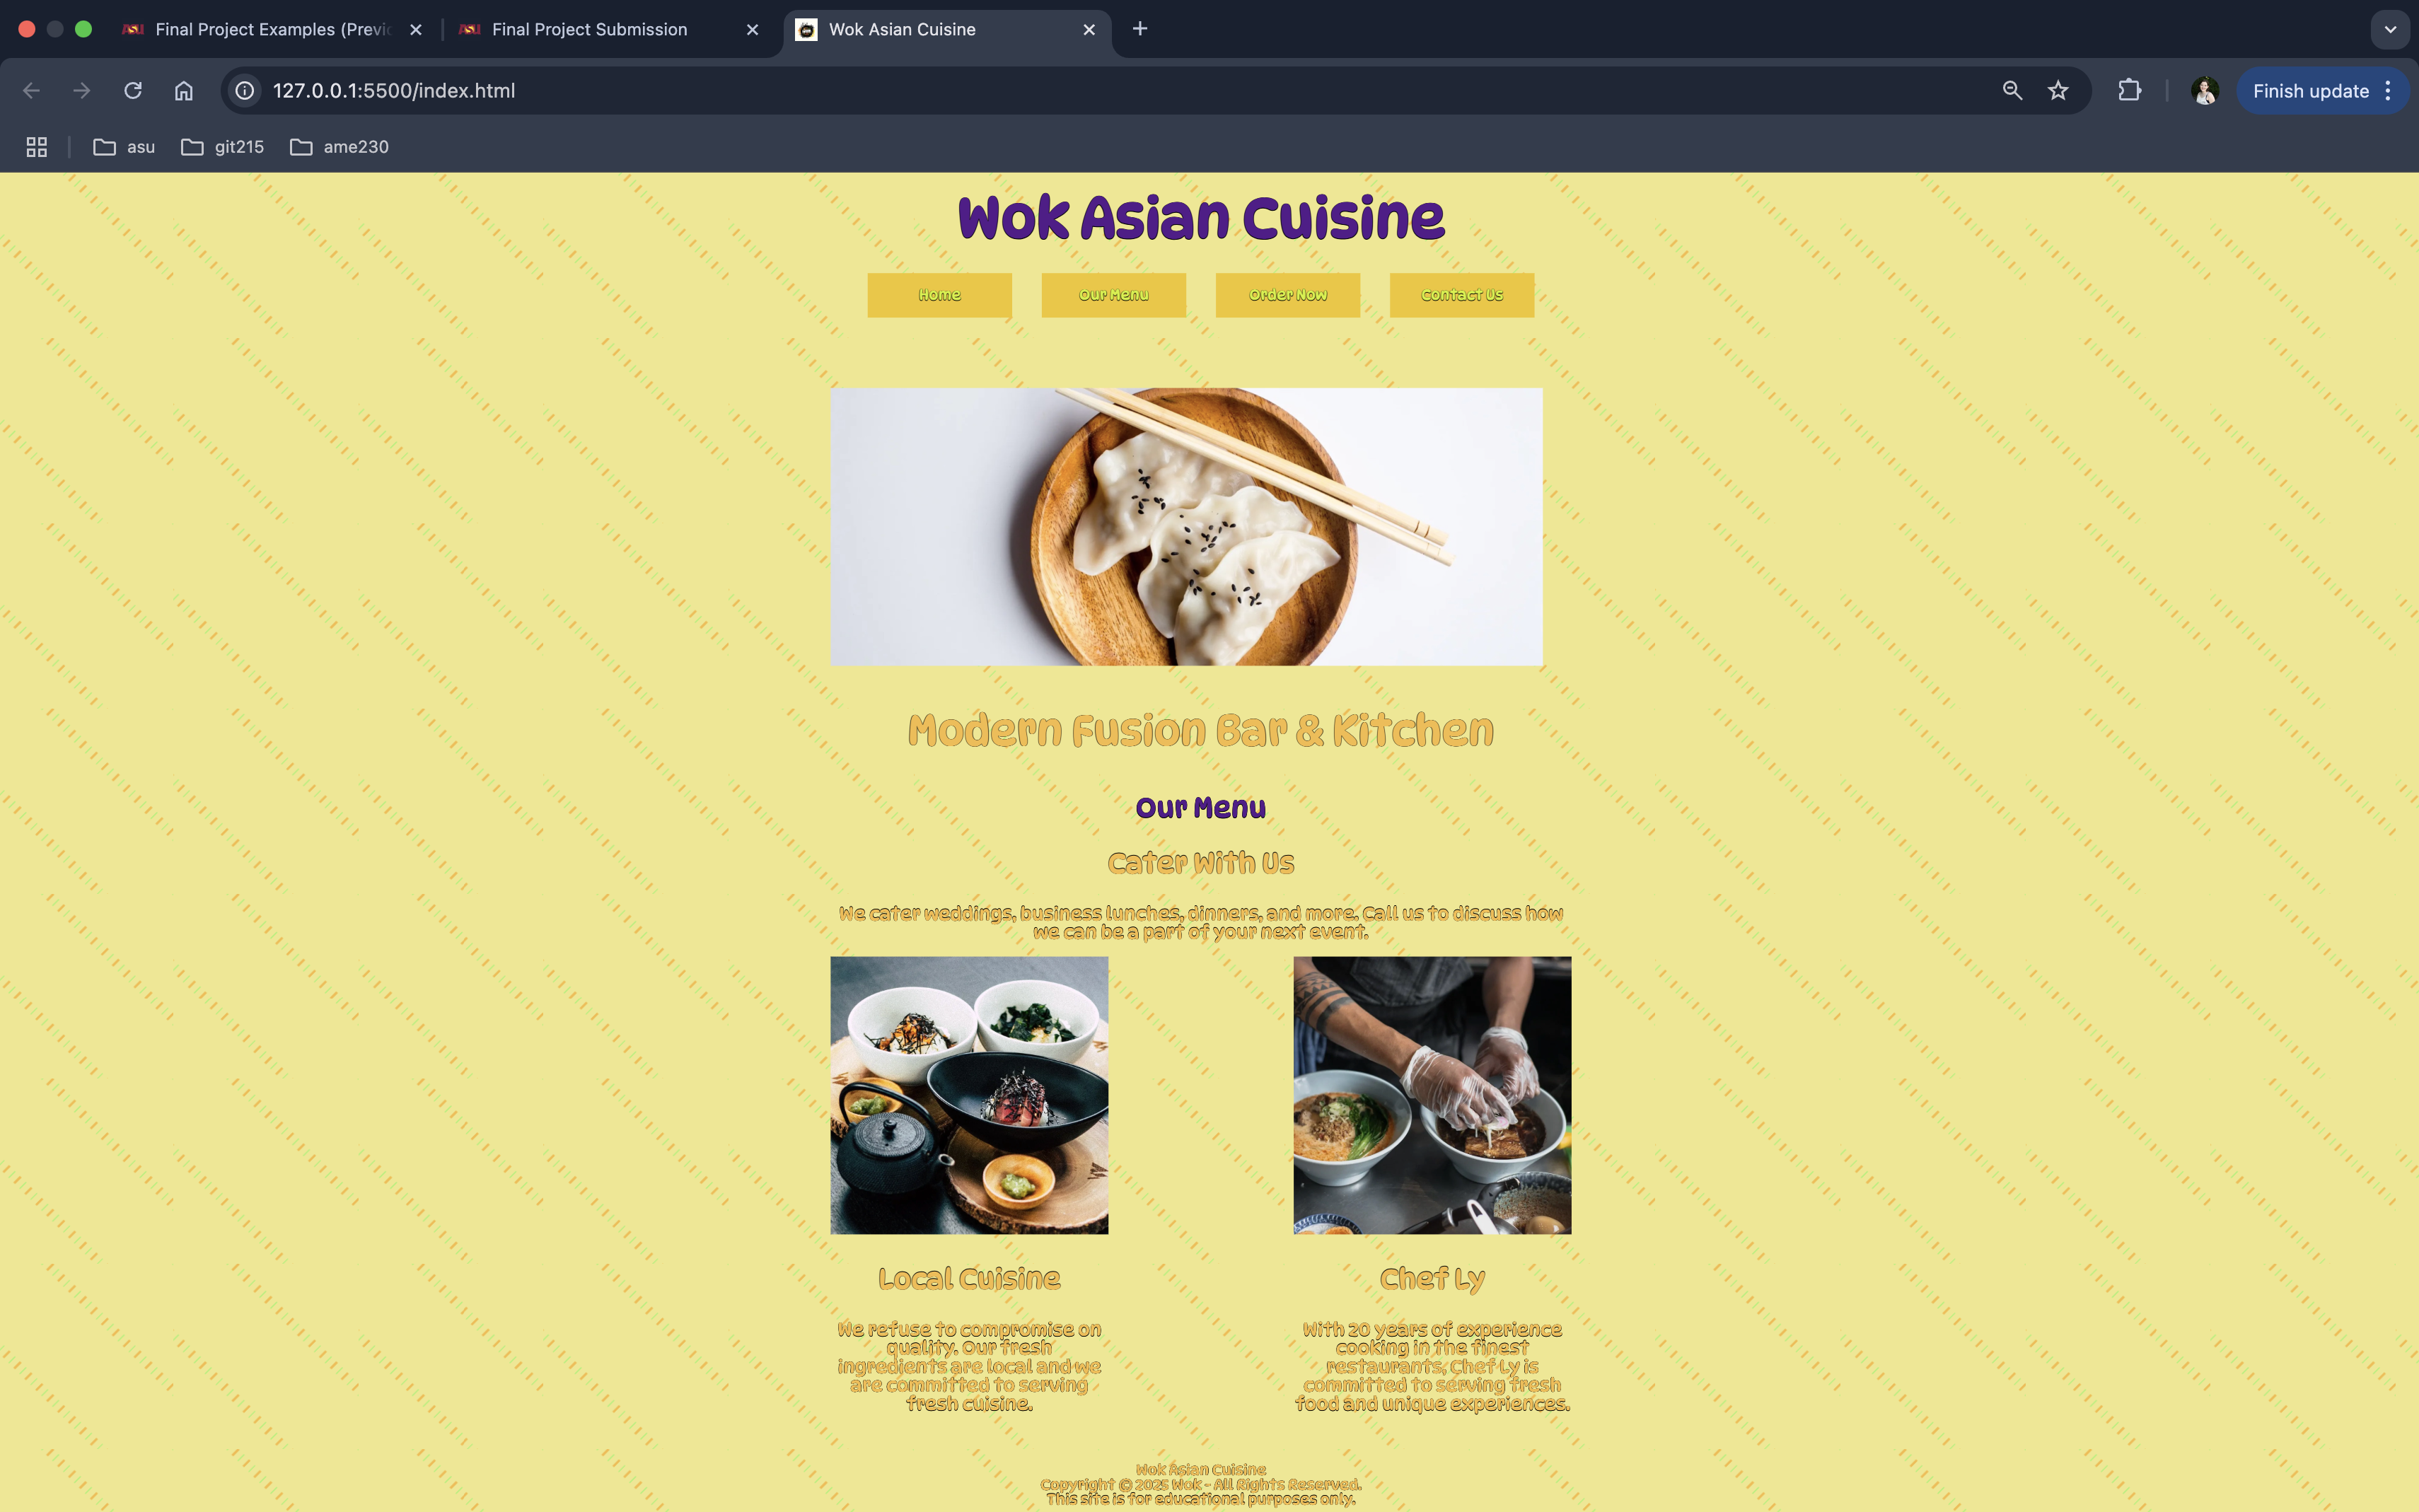 Final Project Examples (Previc
Final Project Submission
Wok Asian Cuisine
127.0.0.1:5500/index.html
Finish update
asu
git215
ame230
Wok Asian Cuisine
Home
Our Menu
Order Now
Contact Us
Modern Fusion Bar & Kitchen
Our Menu
Cater With Us
We cater weddings, business lunches, dinners, and more. Call us to discuss how
we can be a part of your next event.
Local Cuisine
We refuse to compromise on
quality. Our fresh
ingredients are local and we
are committed to serving
fresh cuisine.
Chef Ly
With 20 years of experience
cooking in the finest
restaurants, Chef Ly is
committed to serving fresh
food and unique experiences.
Wok Asian Cuisine
Copyright © 2025 Wok - All Rights Reserved.
This site is for educational purposes only.